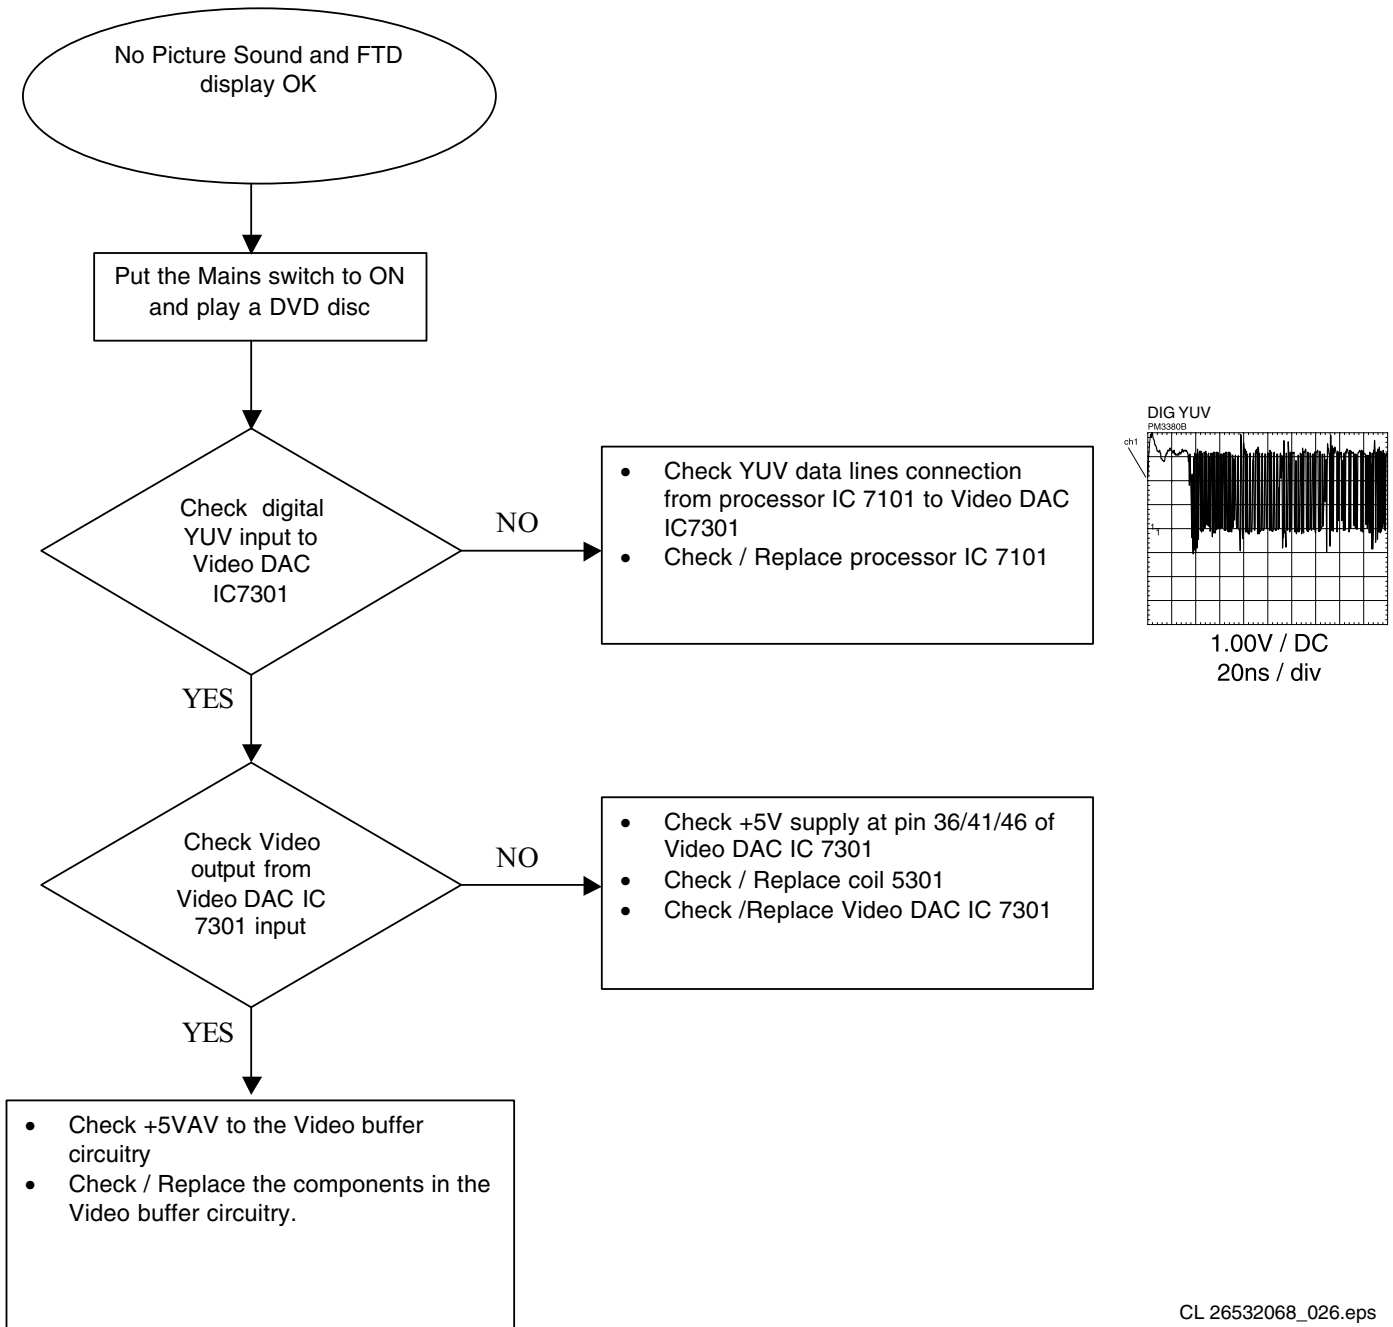 No Picture Sound and FTD
display OK
Put the Mains switch to ON
and play a DVD disc
Check digital
YUV input to
Video DAC
IC7301
NO
• Check YUV data lines connection
from processor IC 7101 to Video DAC
IC7301
• Check / Replace processor IC 7101
DIG YUV
PM3380B
ch1
1
1.00V / DC
20ns / div
YES
Check Video
output from
Video DAC IC
7301 input
NO
• Check +5V supply at pin 36/41/46 of
Video DAC IC 7301
• Check / Replace coil 5301
• Check /Replace Video DAC IC 7301
YES
• Check +5VAV to the Video buffer
circuitry
• Check / Replace the components in the
Video buffer circuitry.
CL 26532068_026.eps